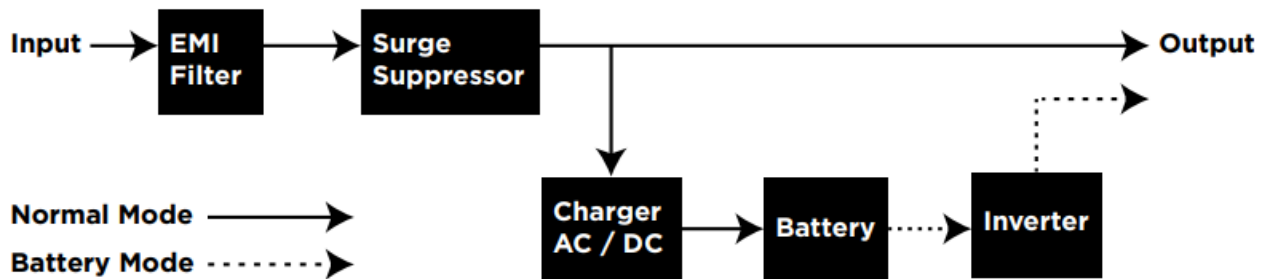 Input
EMI
Filter
Surge
Suppressor
Output
Charger
AC / DC
Battery
Inverter
Normal Mode
Battery Mode